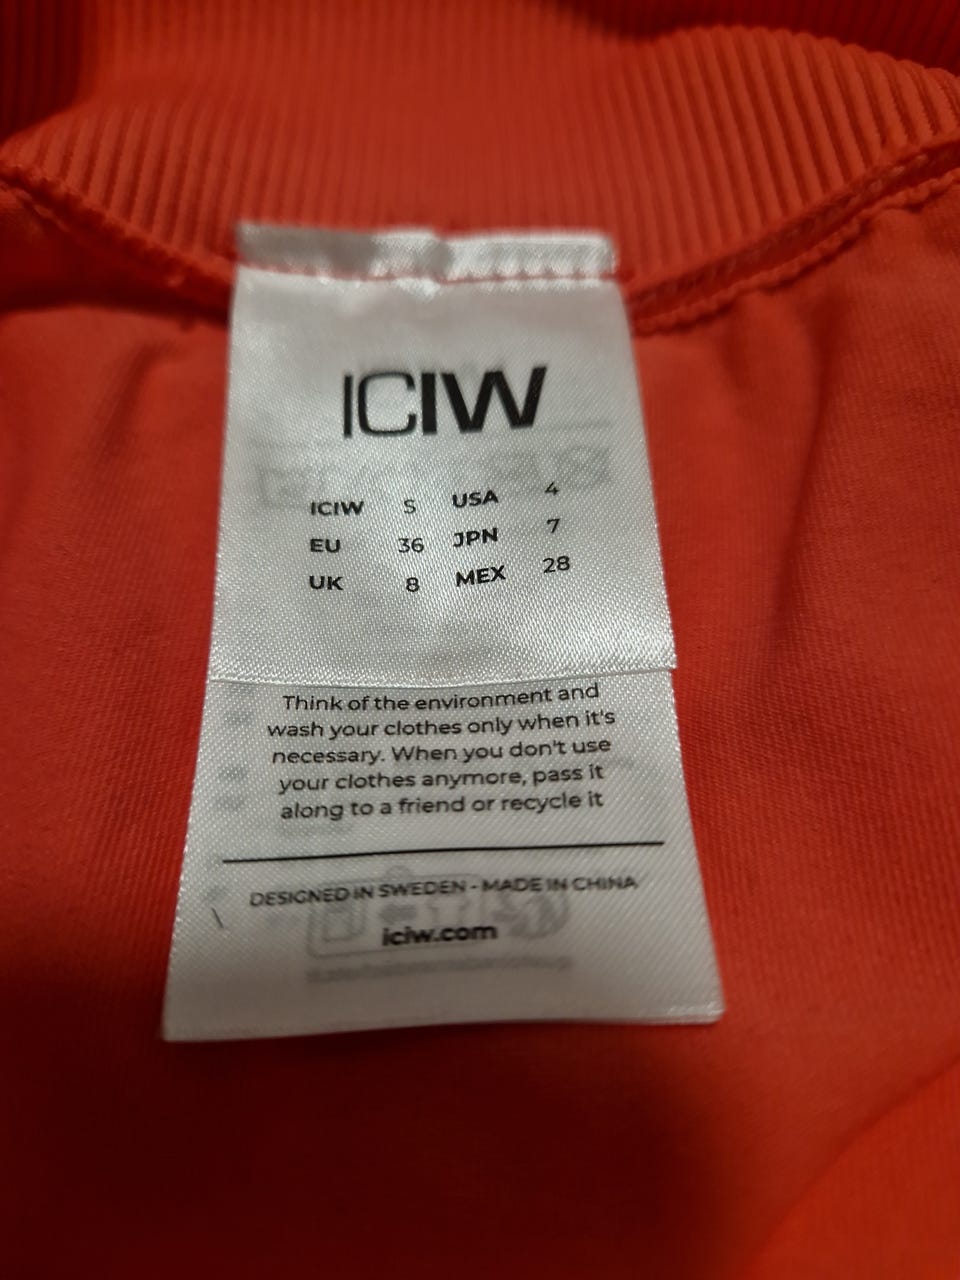 ICIW
ICIW S USA 4
EU 36 JPN 7
UK 8 MEX 28
Think of the environment and
wash your clothes only when it's
necessary. When you don't use
your clothes anymore, pass it
along to a friend or recycle it
DESIGNED IN SWEDEN - MADE IN CHINA
iciw.com